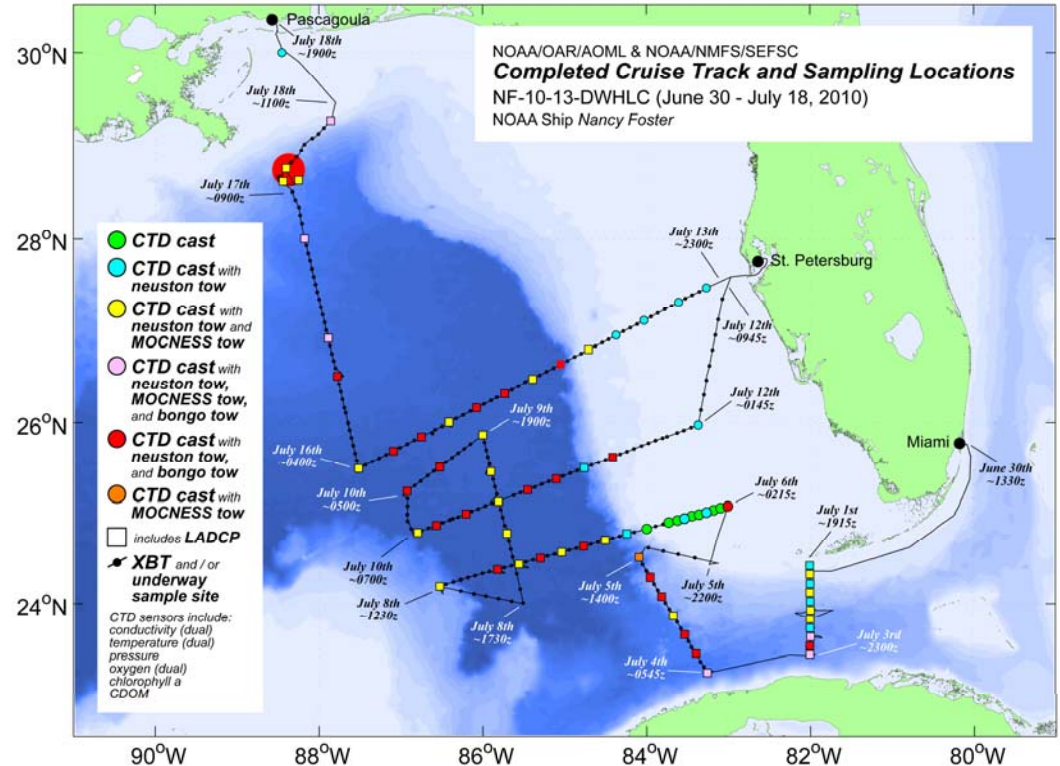 NOAA/OAR/AOML & NOAA/NMFS/SEFSC
Completed Cruise Track and Sampling Locations
NF-10-13-DWHLC (June 30 - July 18, 2010)
NOAA Ship Nancy Foster
Pascagoula
July 18th
~1900z
July 18th
~1100z
July 17th
~0900z
July 13th
~2300z
St. Petersburg
July 12th
~0945z
July 12th
~0145z
July 9th
~1900z
Miami
June 30th
~1330z
July 16th
~0400z
July 10th
~0500z
July 6th
~0215z
July 1st
~1915z
July 10th
~0700z
July 5th
~1400z
July 5th
~2200z
July 8th
~1230z
July 8th
~1730z
July 4th
~0545z
July 3rd
~2300z
CTD cast
CTD cast with
neuston tow
CTD cast with
neuston tow and
MOCNESS tow
CTD cast with
neuston tow,
MOCNESS tow,
and bongo tow
CTD cast with
neuston tow,
and bongo tow
CTD cast with
MOCNESS tow
includes LADCP
XBT and / or
underway
sample site
CTD sensors include:
conductivity (dual)
temperature (dual)
pressure
oxygen (dual)
chlorophyll a
CDOM
30°N
28°N
26°N
24°N
90°W
88°W
86°W
84°W
82°W
80°W